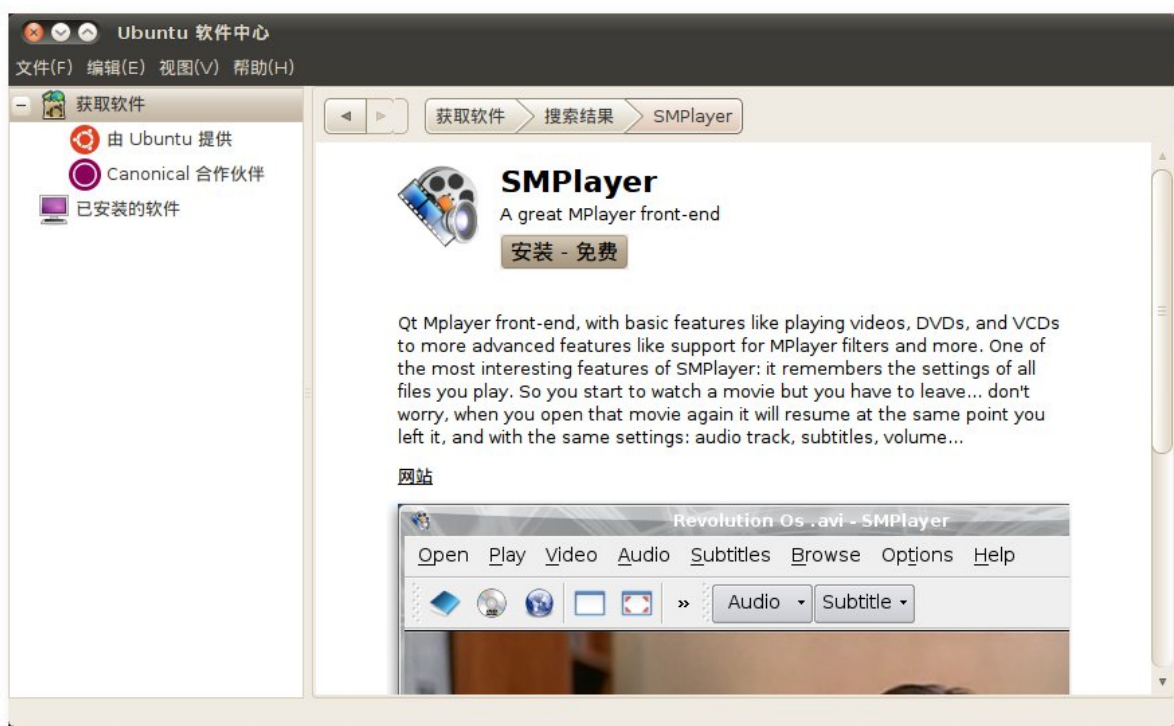 Ubuntu 软件中心
文件(F) 编辑(E) 视图(V) 帮助(H)
获取软件
由 Ubuntu 提供
Canonical 合作伙伴
已安装的软件
获取软件 搜索结果 SMPlayer
SMPlayer
A great MPlayer front-end
安装 - 免费
Qt Mplayer front-end, with basic features like playing videos, DVDs, and VCDs
to more advanced features like support for MPlayer filters and more. One of
the most interesting features of SMPlayer: it remembers the settings of all
files you play. So you start to watch a movie but you have to leave... don't
worry, when you open that movie again it will resume at the same point you
left it, and with the same settings: audio track, subtitles, volume...
网站
Revolution Os .avi - SMPlayer
Open Play Video Audio Subtitles Browse Options Help
DVD » Audio Subtitle